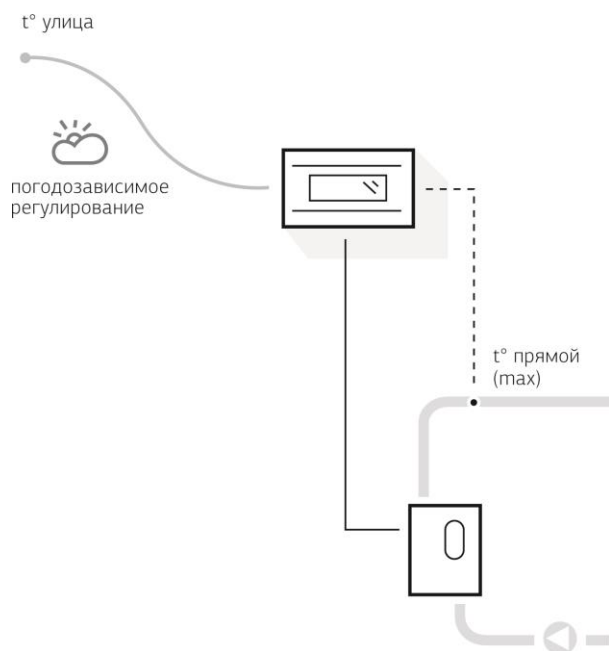 t° улица
погодозависимое
регулирование
t° прямой
(max)